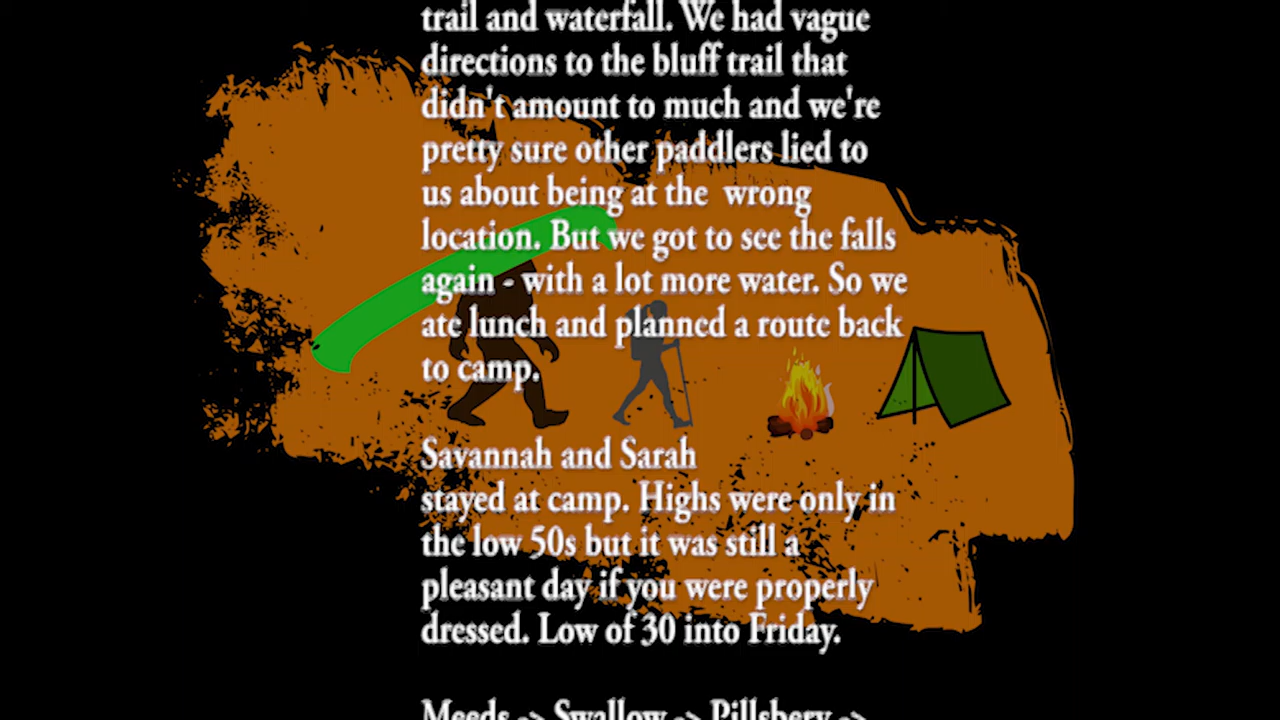 trail and waterfall. We had vague
directions to the bluff trail that
didn't amount to much and we're
pretty sure other paddlers lied to
us about being at the  wrong
location. But we got to see the falls
again - with a lot more water. So we
ate lunch and planned a route back
to camp.
Savannah and Sarah
stayed at camp. Highs were only in
the low 50s but it was still a
pleasant day if you were properly
dressed. Low of 30 into Friday.
Meeds -> Swallow -> Pillsbery ->